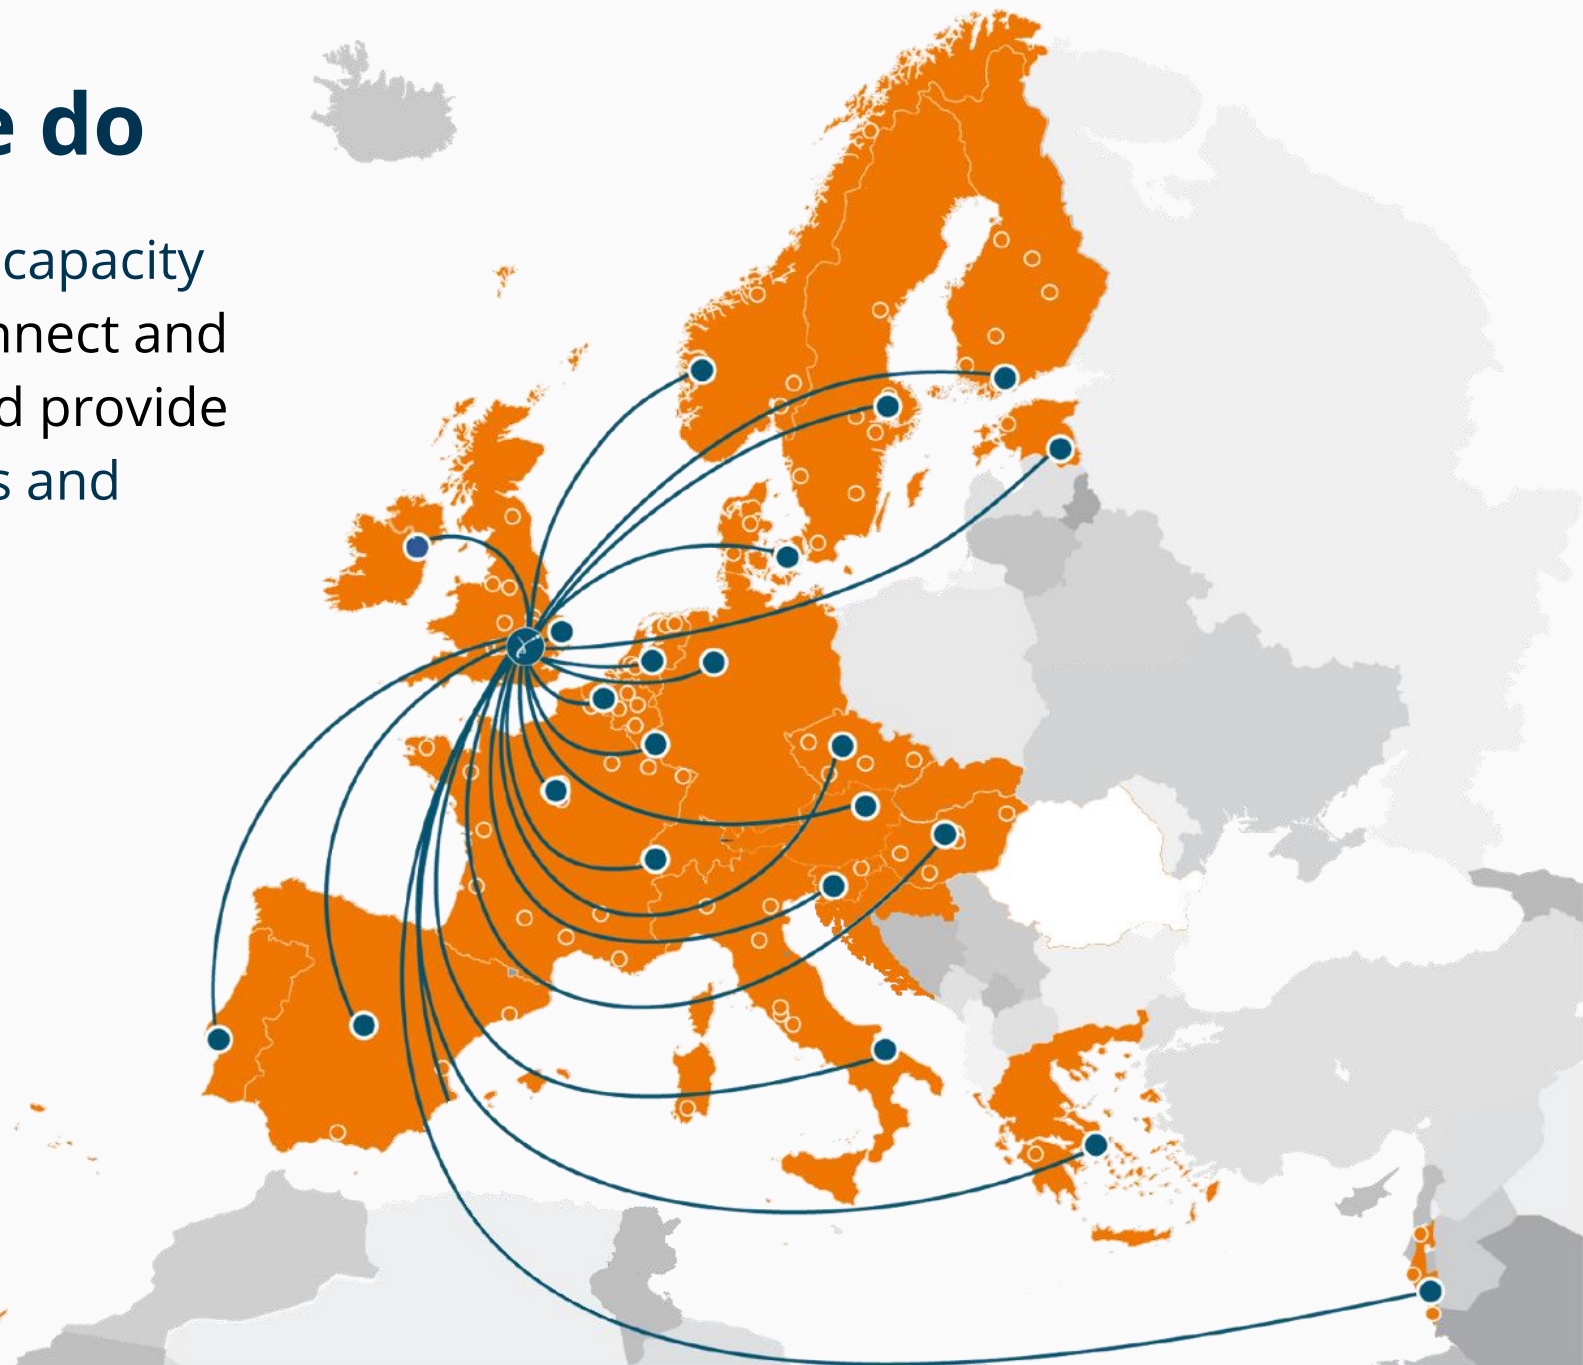 e do
capacity
nnect and
d provide
s and